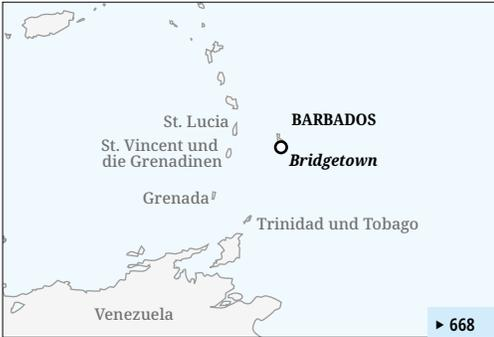 St. Lucia
BARBADOS
St. Vincent und
die Grenadinen
Bridgetown
Grenada
Trinidad und Tobago
Venezuela
▸ 668